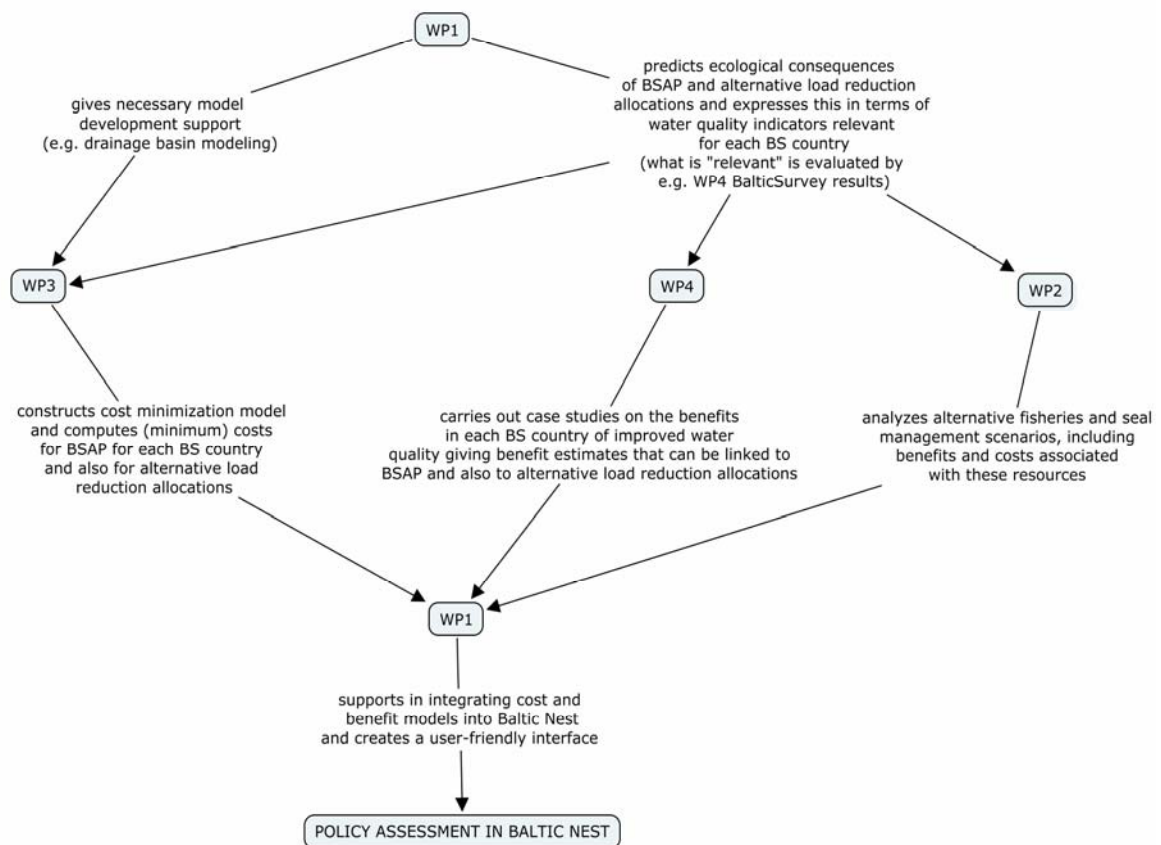 WP1
gives necessary model
development support
(e.g. drainage basin modeling)
predicts ecological consequences
of BSAP and alternative load reduction
allocations and expresses this in terms of
water quality indicators relevant
for each BS country
(what is "relevant" is evaluated by
e.g. WP4 BalticSurvey results)
WP3
WP4
WP2
constructs cost minimization model
and computes (minimum) costs
for BSAP for each BS country
and also for alternative load
reduction allocations
carries out case studies on the benefits
in each BS country of improved water
quality giving benefit estimates that can be linked to
BSAP and also to alternative load reduction allocations
analyzes alternative fisheries and seal
management scenarios, including
benefits and costs associated
with these resources
WP1
supports in integrating cost and
benefit models into Baltic Nest
and creates a user-friendly interface
POLICY ASSESSMENT IN BALTIC NEST